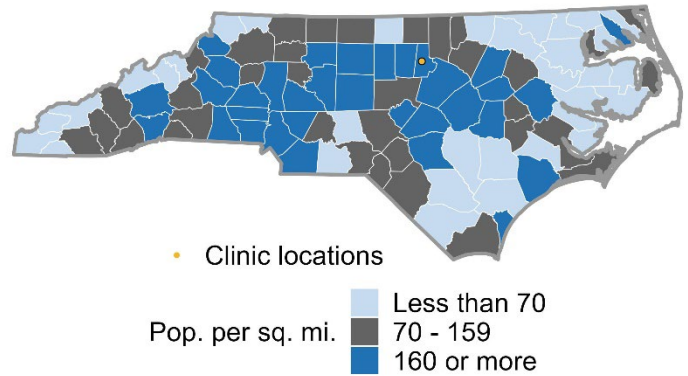 Clinic locations
Less than 70
Pop. per sq. mi. 70 - 159
160 or more